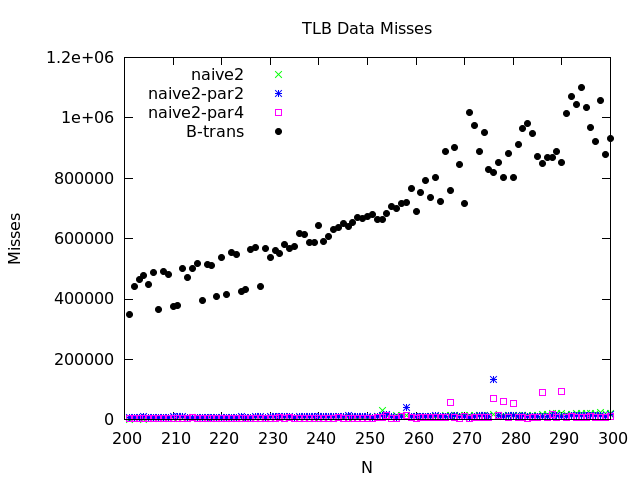 TLB Data Misses
1.2e+06
1e+06
800000
600000
400000
200000
0
Misses
naive2
naive2-par2
naive2-par4
B-trans
200 210 220 230 240 250 260 270 280 290 300
N